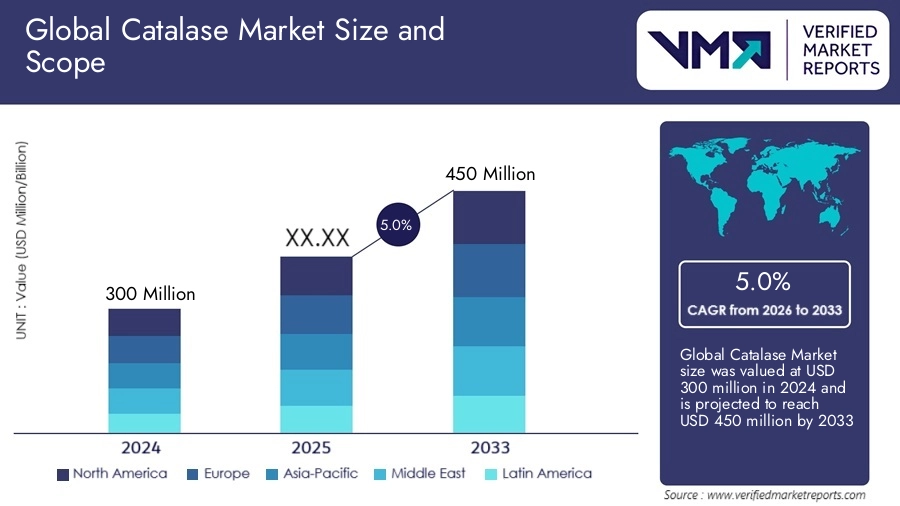 Global Catalase Market Size and
Scope
VMR
VERIFIED
MARKET
REPORTS
UNIT : Value (USD Million/Billion)
300 Million
XX.XX
5.0%
450 Million
2024
2025
2033
North America
Europe
Asia-Pacific
Middle East
Latin America
5.0%
CAGR from 2026 to 2033
Global Catalase Market
size was valued at USD
300 million in 2024 and
is projected to reach
USD 450 million by 2033
Source : www.verifiedmarketreports.com